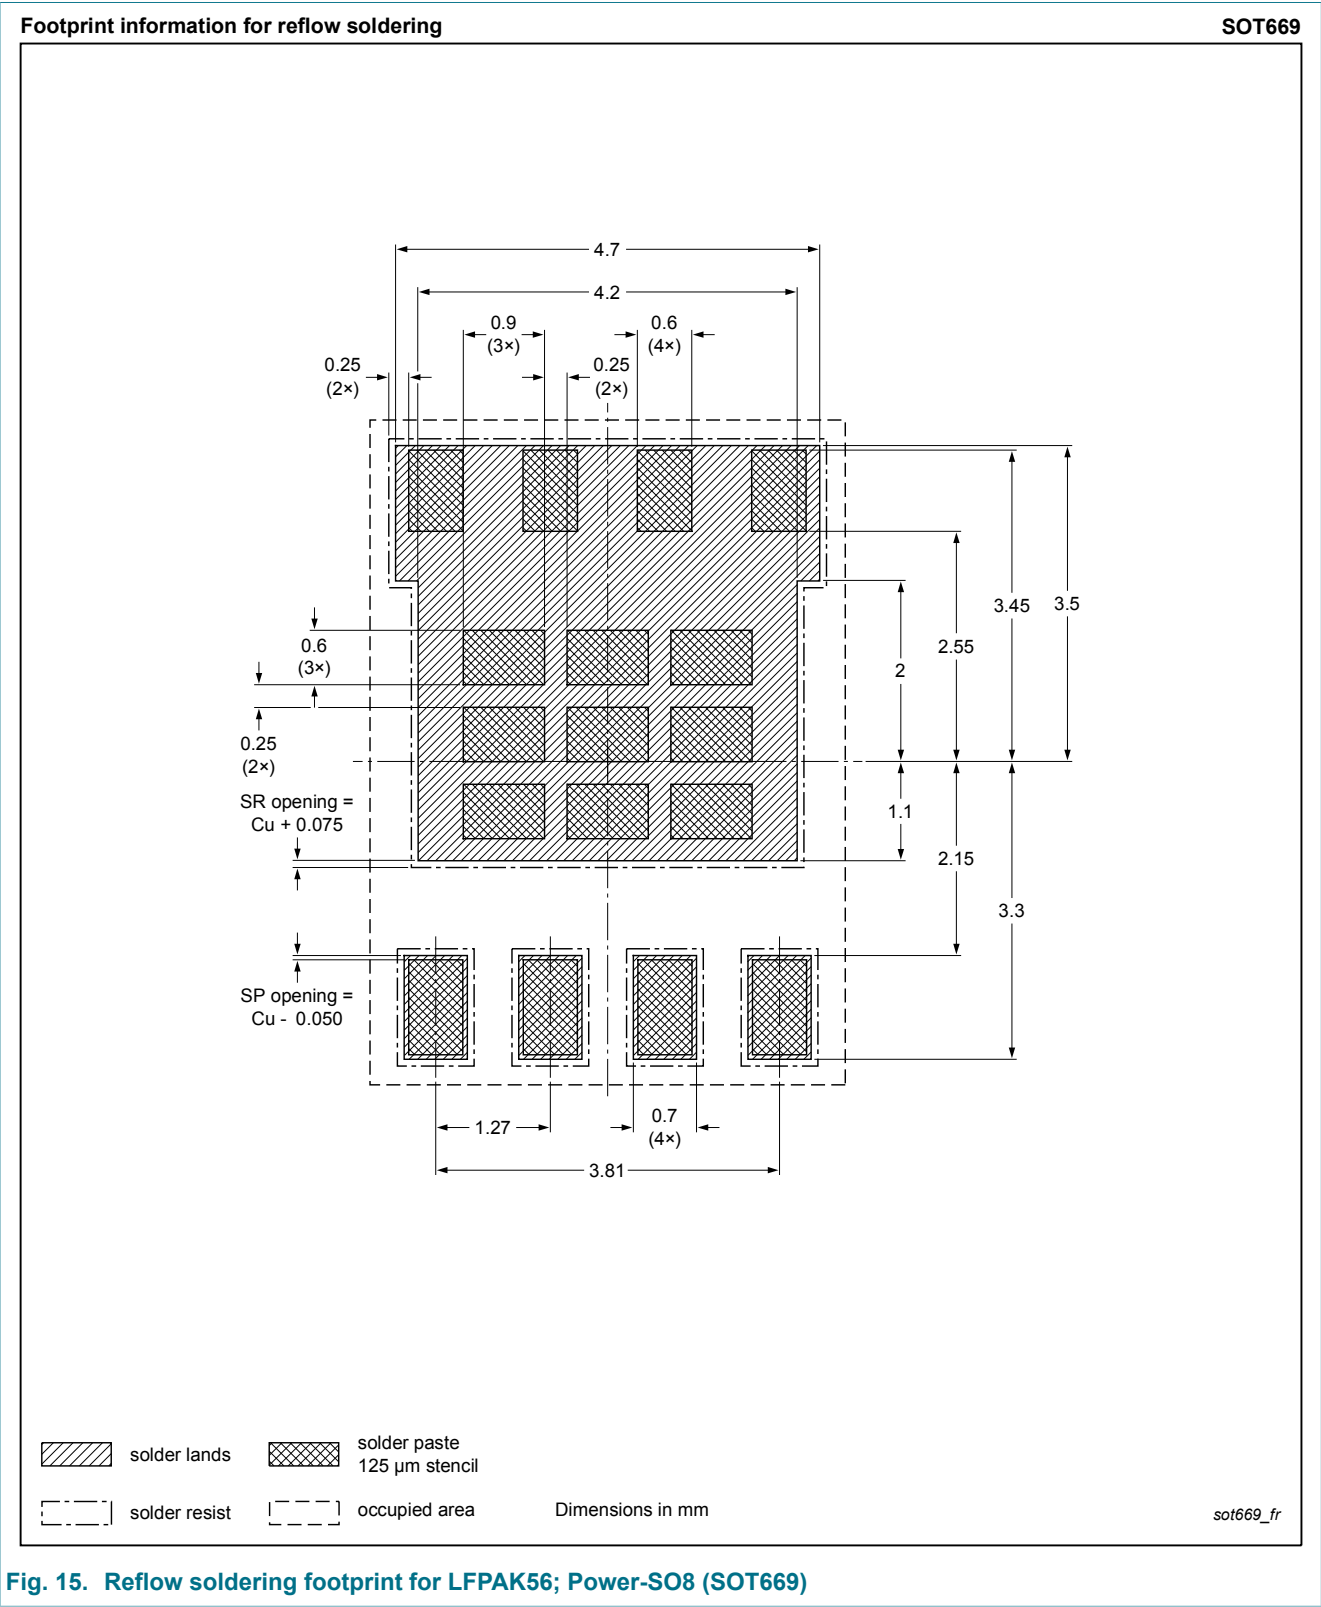 Footprint information for reflow soldering
SOT669
4.7
4.2
0.9
(3×)
0.6
(4×)
0.25
(2×)
0.25
(2×)
3.45
3.5
2.55
2
0.6
(3×)
0.25
(2×)
SR opening =
Cu + 0.075
1.1
2.15
3.3
SP opening =
Cu - 0.050
1.27
0.7
(4×)
3.81
solder lands
solder paste
125 µm stencil
solder resist
occupied area
Dimensions in mm
sot669_fr
Fig. 15. Reflow soldering footprint for LFPAK56; Power-SO8 (SOT669)